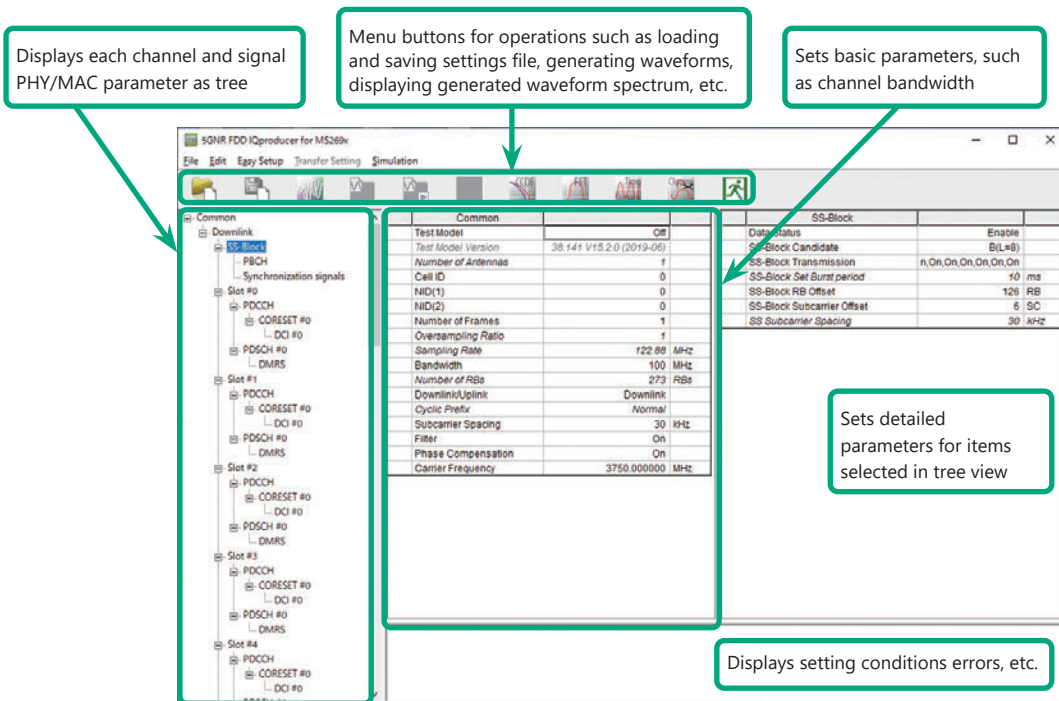 Displays each channel and signal
PHY/MAC parameter as tree
Menu buttons for operations such as loading
and saving settings file, generating waveforms,
displaying generated waveform spectrum, etc.
Sets basic parameters, such
as channel bandwidth
5GNR FDD IQproducer for MS269x
File Edit Easy Setup Transfer Setting Simulation
CCDF FFT Time
Common
Downlink
SS-Block
PBCH
Synchronization signals
Slot #0
PDCCH
CORESET #0
DCI #0
PDSCH #0
DMRS
Slot #1
PDCCH
CORESET #0
DCI #0
PDSCH #0
DMRS
Slot #2
PDCCH
CORESET #0
DCI #0
PDSCH #0
DMRS
Slot #3
PDCCH
CORESET #0
DCI #0
PDSCH #0
DMRS
Slot #4
PDCCH
CORESET #0
DCI #0
Common
Test Model Off
Test Model Version 38.141 V15.2.0 (2019-06)
Number of Antennas 1
Cell ID 0
NID(1) 0
NID(2) 0
Number of Frames 1
Oversampling Ratio 1
Sampling Rate 122.88 MHz
Bandwidth 100 MHz
Number of RBs 273 RBs
Downlink/Uplink Downlink
Cyclic Prefix Normal
Subcarrier Spacing 30 kHz
Filter On
Phase Compensation On
Carrier Frequency 3750.000000 MHz
SS-Block
Data Status Enable
SS-Block Candidate B(L=8)
SS-Block Transmission n,On,On,On,On,On,On
SS-Block Set Burst period 10 ms
SS-Block RB Offset 126 RB
SS-Block Subcarrier Offset 6 SC
SS Subcarrier Spacing 30 kHz
Sets detailed
parameters for items
selected in tree view
Displays setting conditions errors, etc.